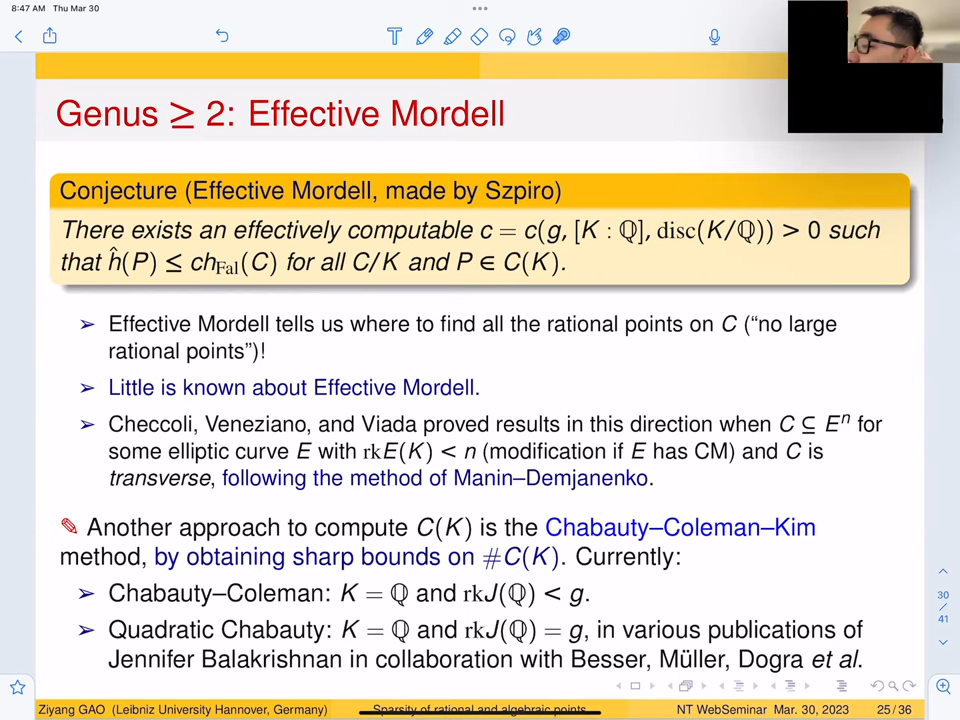 8:47 AM Thu Mar 30
Genus ≥ 2: Effective Mordell
Conjecture (Effective Mordell, made by Szpiro)
There exists an effectively computable c = c(g, [K : ℚ], disc(K/ℚ)) > 0 such
that ĥ(P) ≤ ch_Fal(C) for all C/K and P ∈ C(K).
➢ Effective Mordell tells us where to find all the rational points on C (“no large
rational points”)!
➢ Little is known about Effective Mordell.
➢ Checcoli, Veneziano, and Viada proved results in this direction when C ⊆ Eⁿ for
some elliptic curve E with rkE(K) < n (modification if E has CM) and C is
transverse, following the method of Manin–Demjanenko.
✎ Another approach to compute C(K) is the Chabauty–Coleman–Kim
method, by obtaining sharp bounds on #C(K). Currently:
➢ Chabauty–Coleman: K = ℚ and rkJ(ℚ) < g.
➢ Quadratic Chabauty: K = ℚ and rkJ(ℚ) = g, in various publications of
Jennifer Balakrishnan in collaboration with Besser, Müller, Dogra et al.
30
/
41
Ziyang GAO (Leibniz University Hannover, Germany) Sparsity of rational and algebraic points NT WebSeminar Mar. 30, 2023 25 / 36